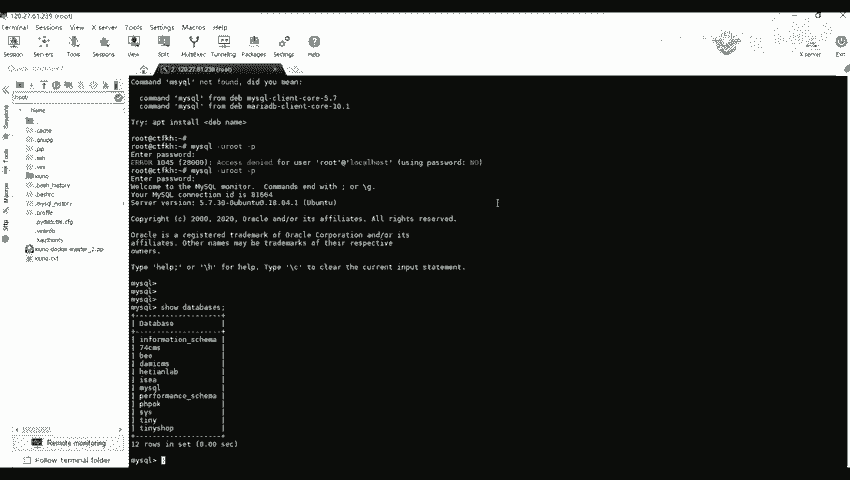 120.27.61.239 (root)
Terminal Sessions View X server Tools Settings Macros Help
Session Servers Tools Sessions View Split MultiExec Tunneling Packages Settings Help
X server Exit
2. 120.27.61.239 (root)
Name
..
.cache
.gnupg
.pip
.ssh
.vim
.bash_history
.bashrc
.mysql_history
.profile
.pydistutils.cfg
.viminfo
.Xauthority
Sessions
Tools
Macros
Sftp
Remote monitoring
Follow terminal folder
Command 'msyql' not found, did you mean:
command 'mysql' from deb mysql-client-core-5.7
command 'mysql' from deb mariadb-client-core-10.1
Try: apt install <deb name>
root@ctfkh:~#
root@ctfkh:~# mysql -uroot -p
Enter password:
ERROR 1045 (28000): Access denied for user 'root'@'localhost' (using password: NO)
root@ctfkh:~# mysql -uroot -p
Enter password:
Welcome to the MySQL monitor. Commands end with ; or \g.
Your MySQL connection id is 81664
Server version: 5.7.30-0ubuntu0.18.04.1 (Ubuntu)
Copyright (c) 2000, 2020, Oracle and/or its affiliates. All rights reserved.
Oracle is a registered trademark of Oracle Corporation and/or its
affiliates. Other names may be trademarks of their respective
owners.
Type 'help;' or '\h' for help. Type '\c' to clear the current input statement.
mysql>
mysql>
mysql>
mysql> show databases;
+--------------------+
| Database |
+--------------------+
| information_schema |
| 74cms |
| bee |
| damicms |
| hetianlab |
| isea |
| mysql |
| performance_schema |
| phpok |
| sys |
| tiny |
| tinyshop |
+--------------------+
12 rows in set (0.00 sec)
mysql>